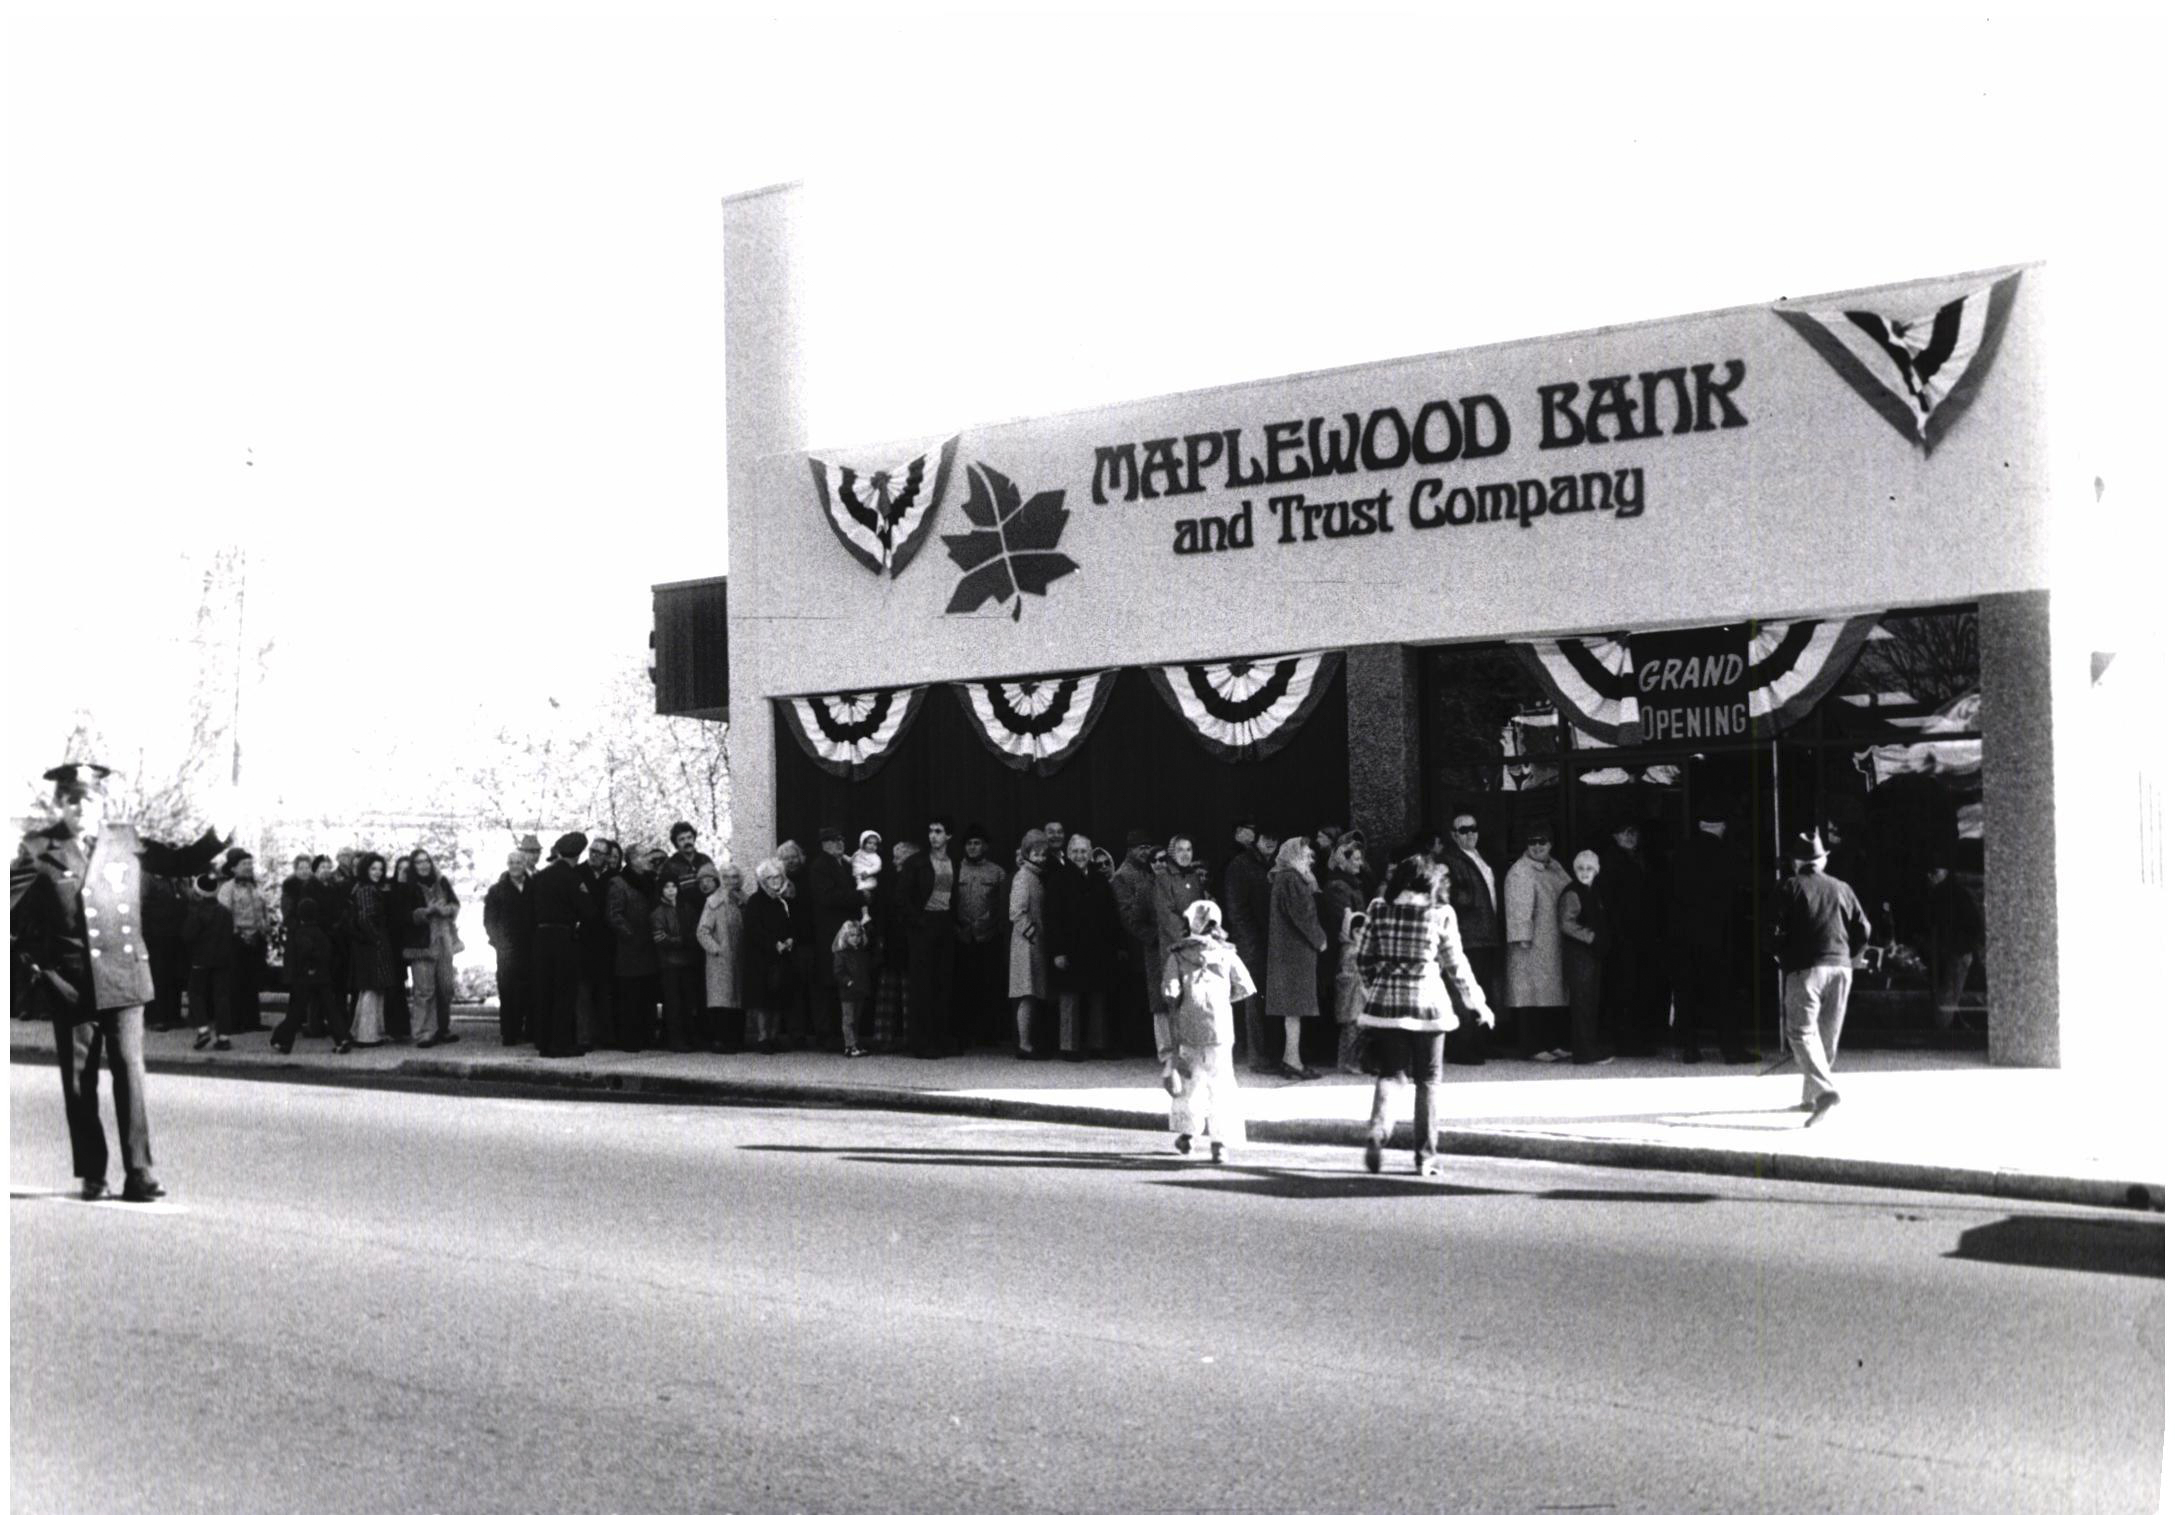 MAPLEWOOD BANK
and Trust Company
GRAND
OPENING